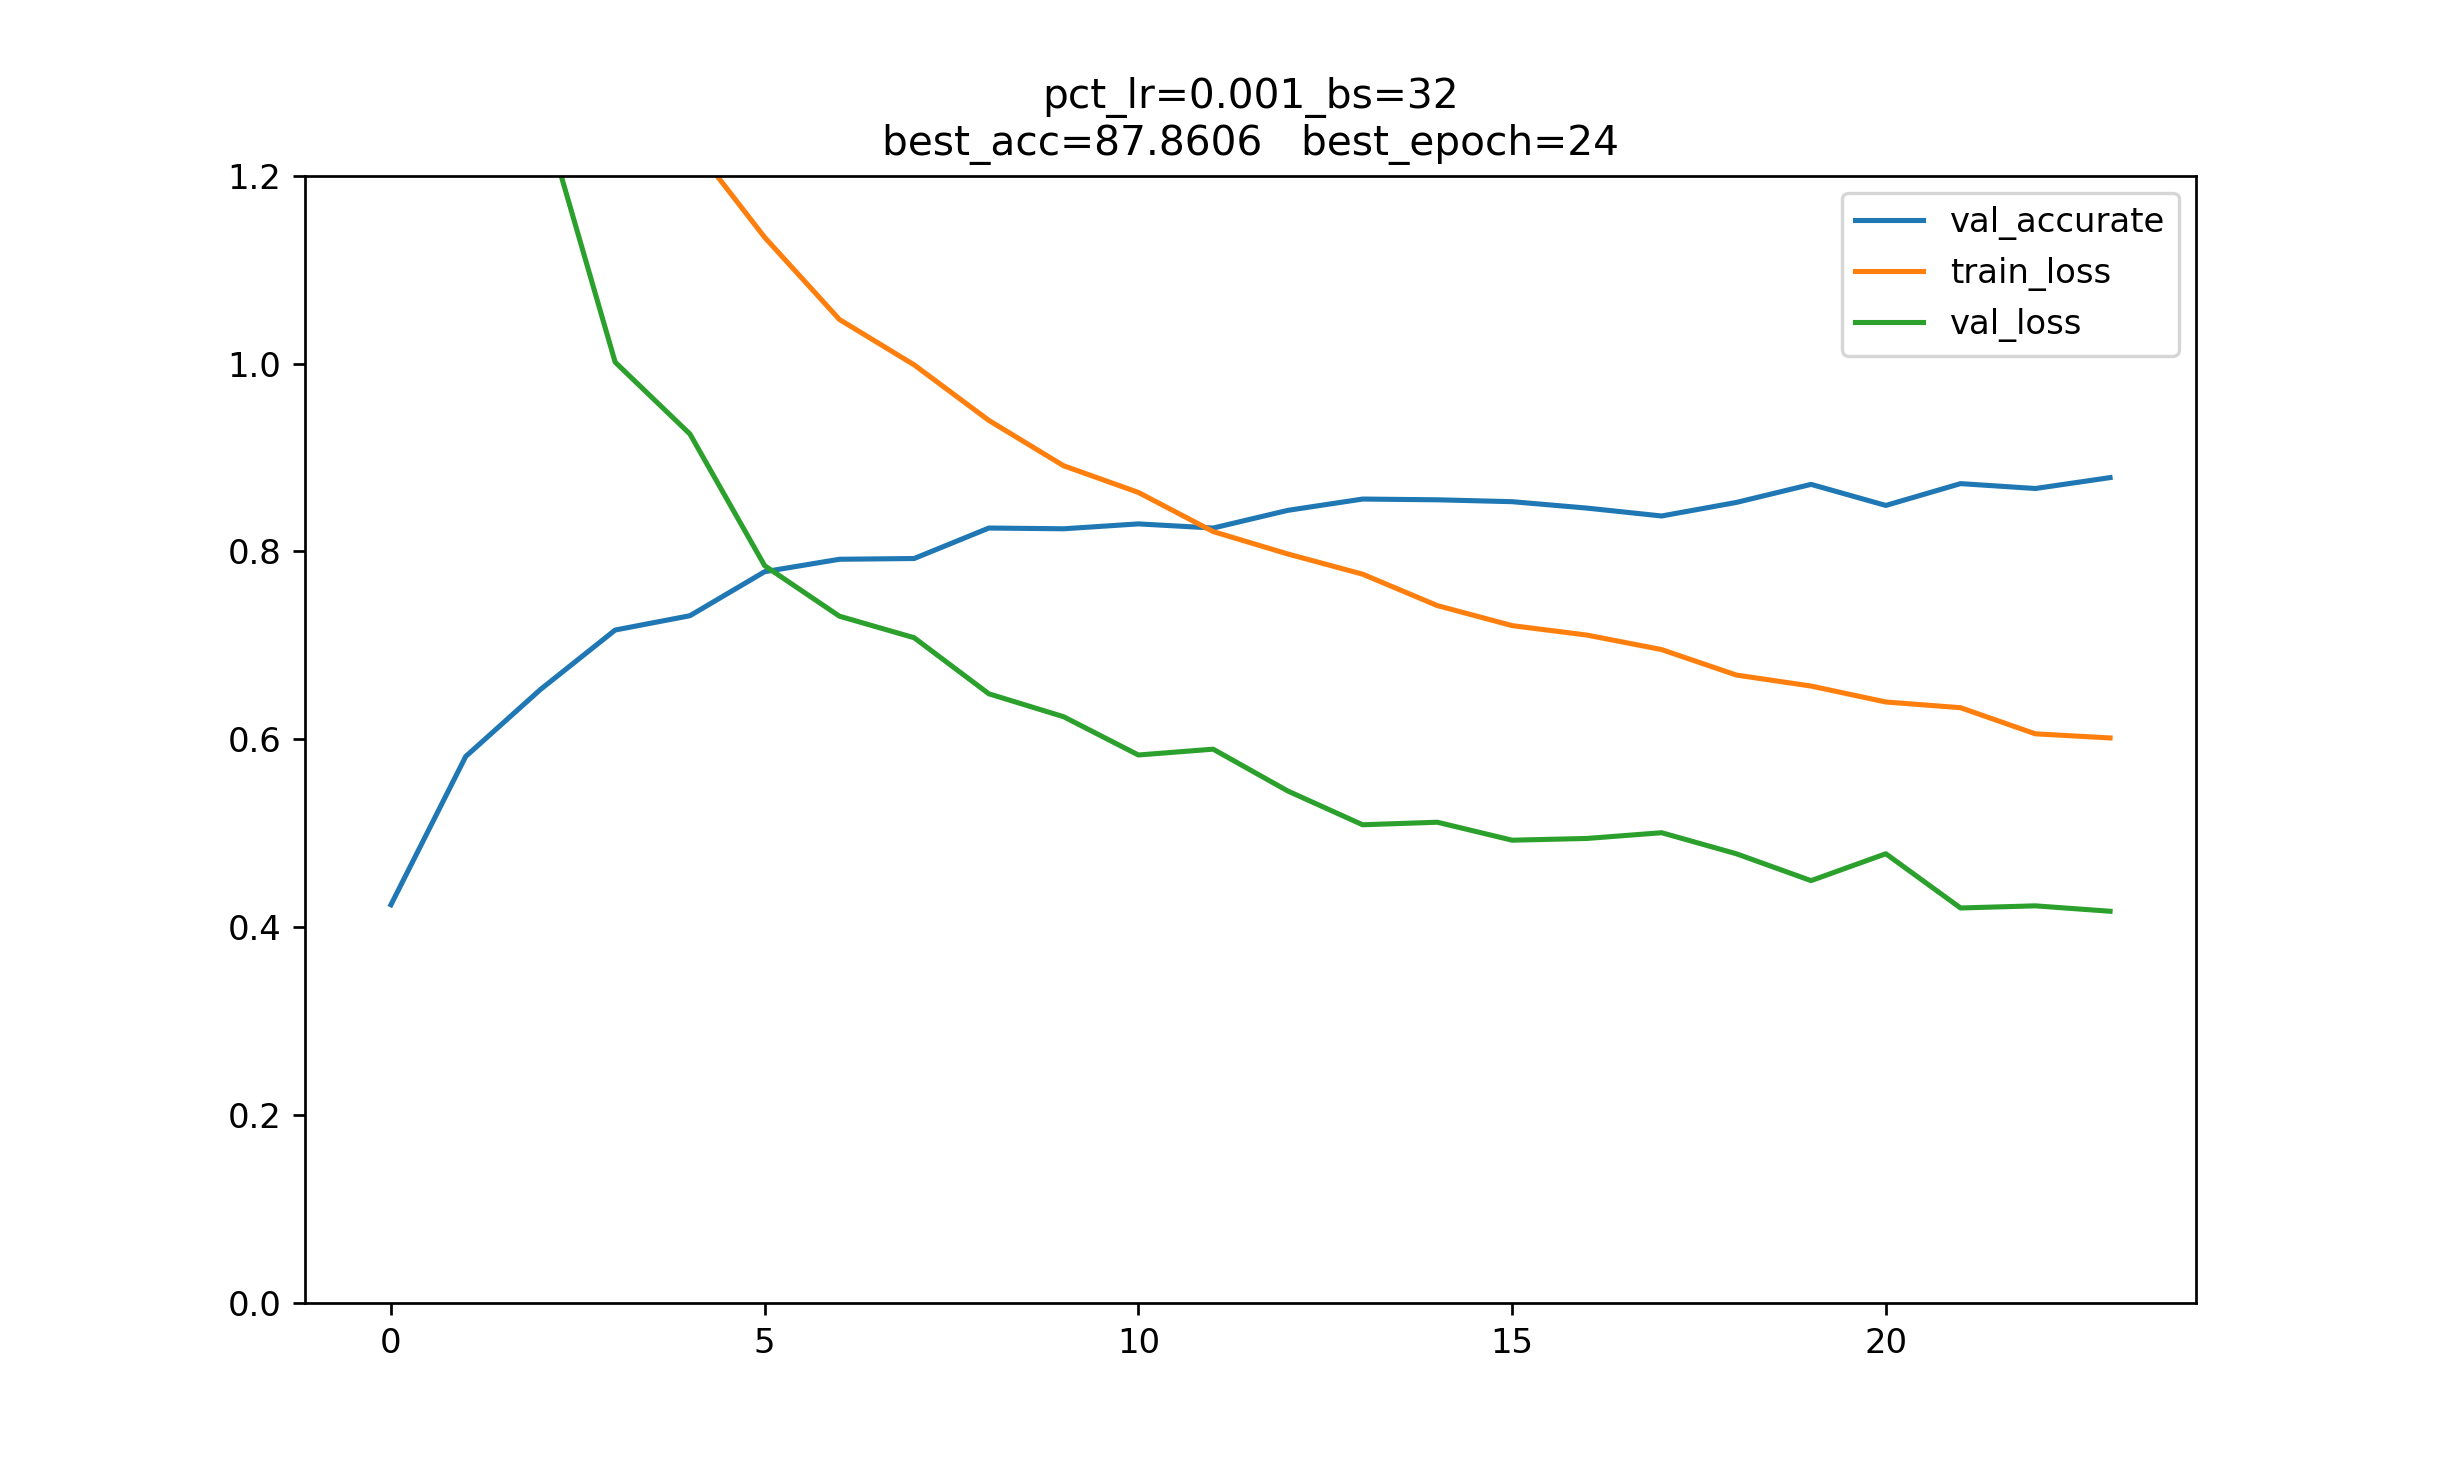 pct_lr=0.001_bs=32
best_acc=87.8606   best_epoch=24
1.2
1.0
0.8
0.6
0.4
0.2
0.0
val_accurate
train_loss
val_loss
0 5 10 15 20